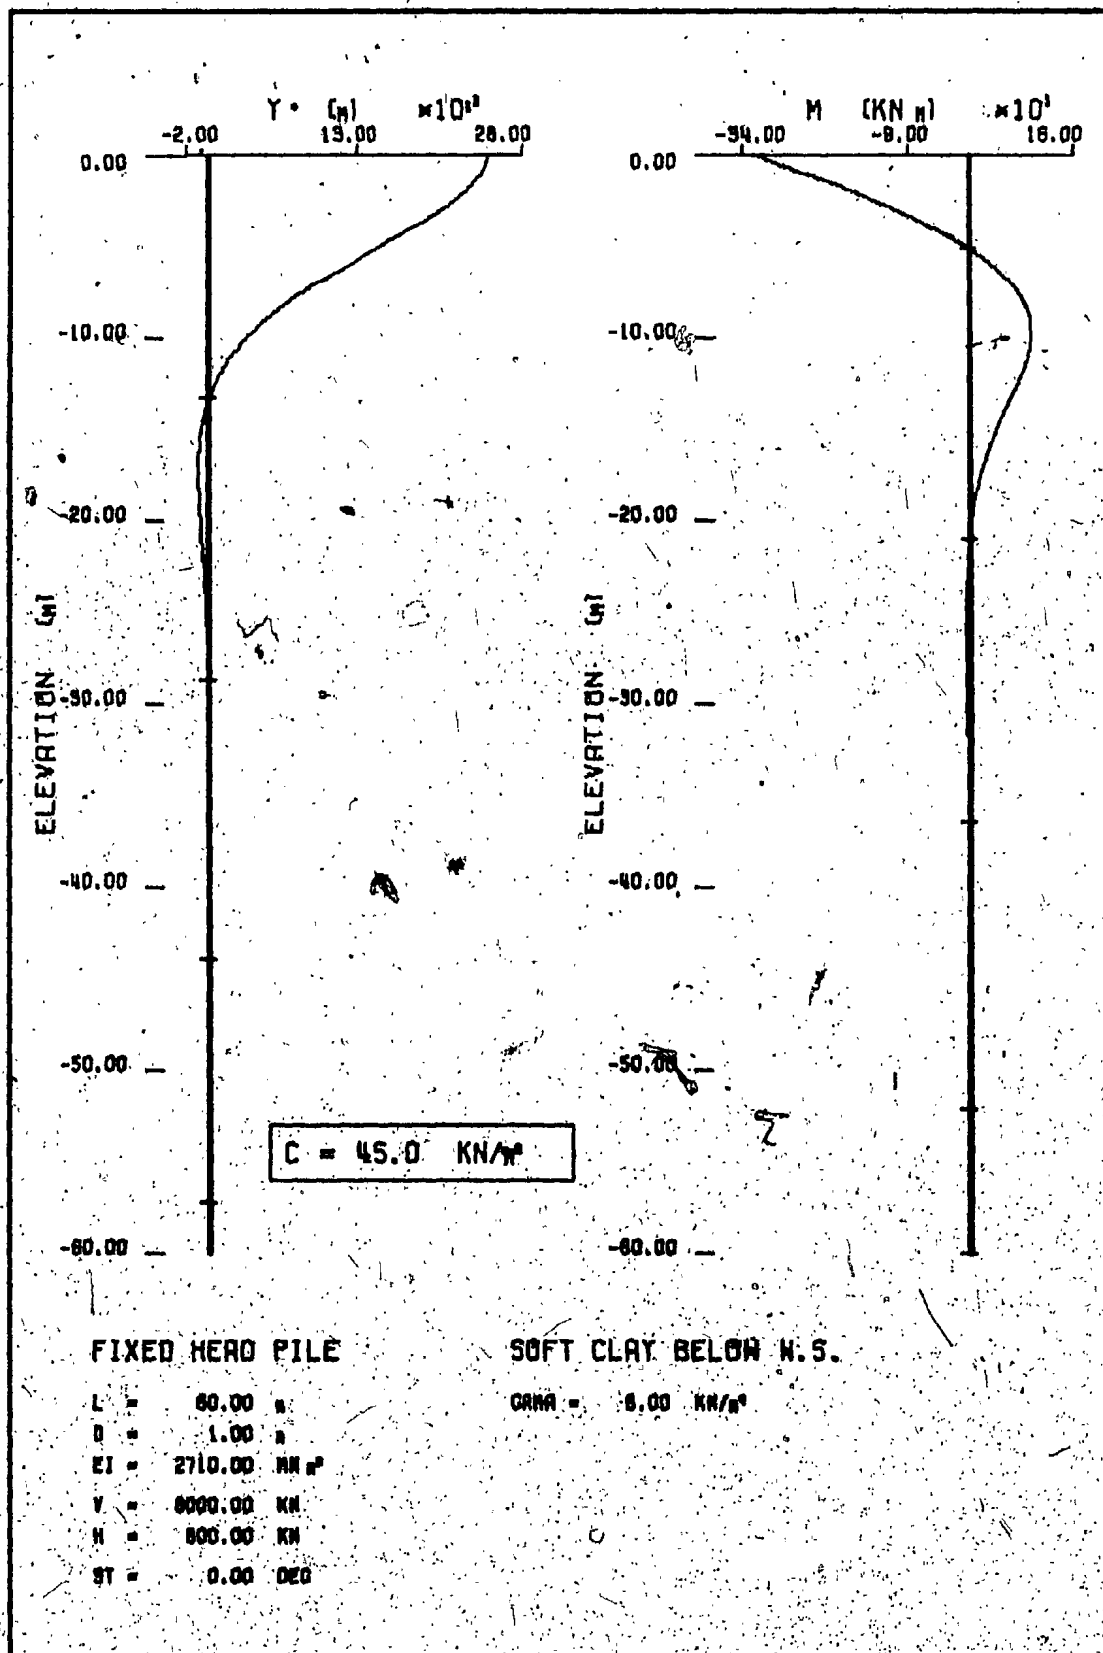 Y (M) ×10⁻³
-2.00 13.00 28.00
0.00
-10.00
-20.00
-30.00
-40.00
-50.00
-60.00
ELEVATION (M)
M (KN M) ×10¹
-34.00 -9.00 16.00
0.00
-10.00
-20.00
-30.00
-40.00
-50.00
-60.00
ELEVATION (M)
C = 45.0 KN/M²
FIXED HEAD PILE
L = 60.00 M
D = 1.00 M
EI = 2710.00 MN M²
V = 8000.00 KN
H = 800.00 KN
ST = 0.00 DEG
SOFT CLAY BELOW W.S.
GAMA = KN/M³